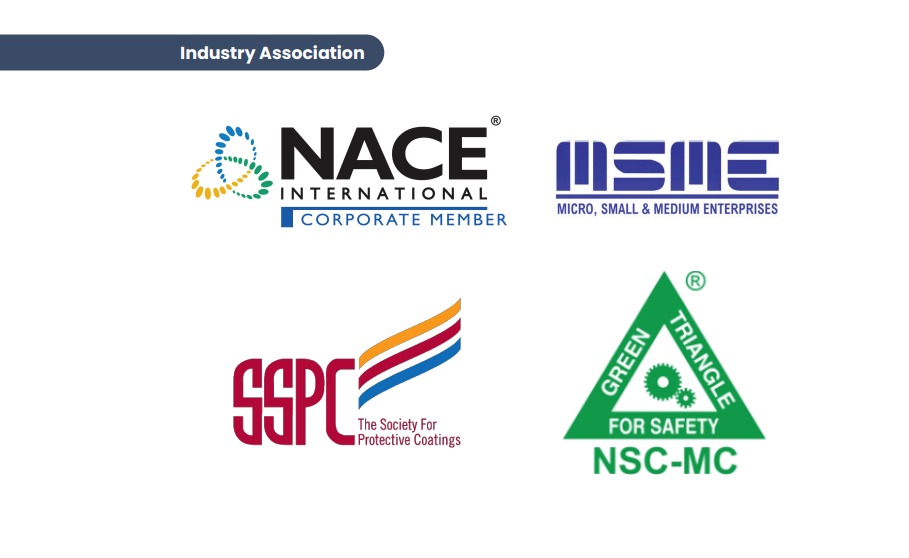 Industry Association
NACE®
INTERNATIONAL
CORPORATE MEMBER
MSME
MICRO, SMALL & MEDIUM ENTERPRISES
SSPC
The Society For
Protective Coatings
®
GREEN TRIANGLE
FOR SAFETY
NSC-MC